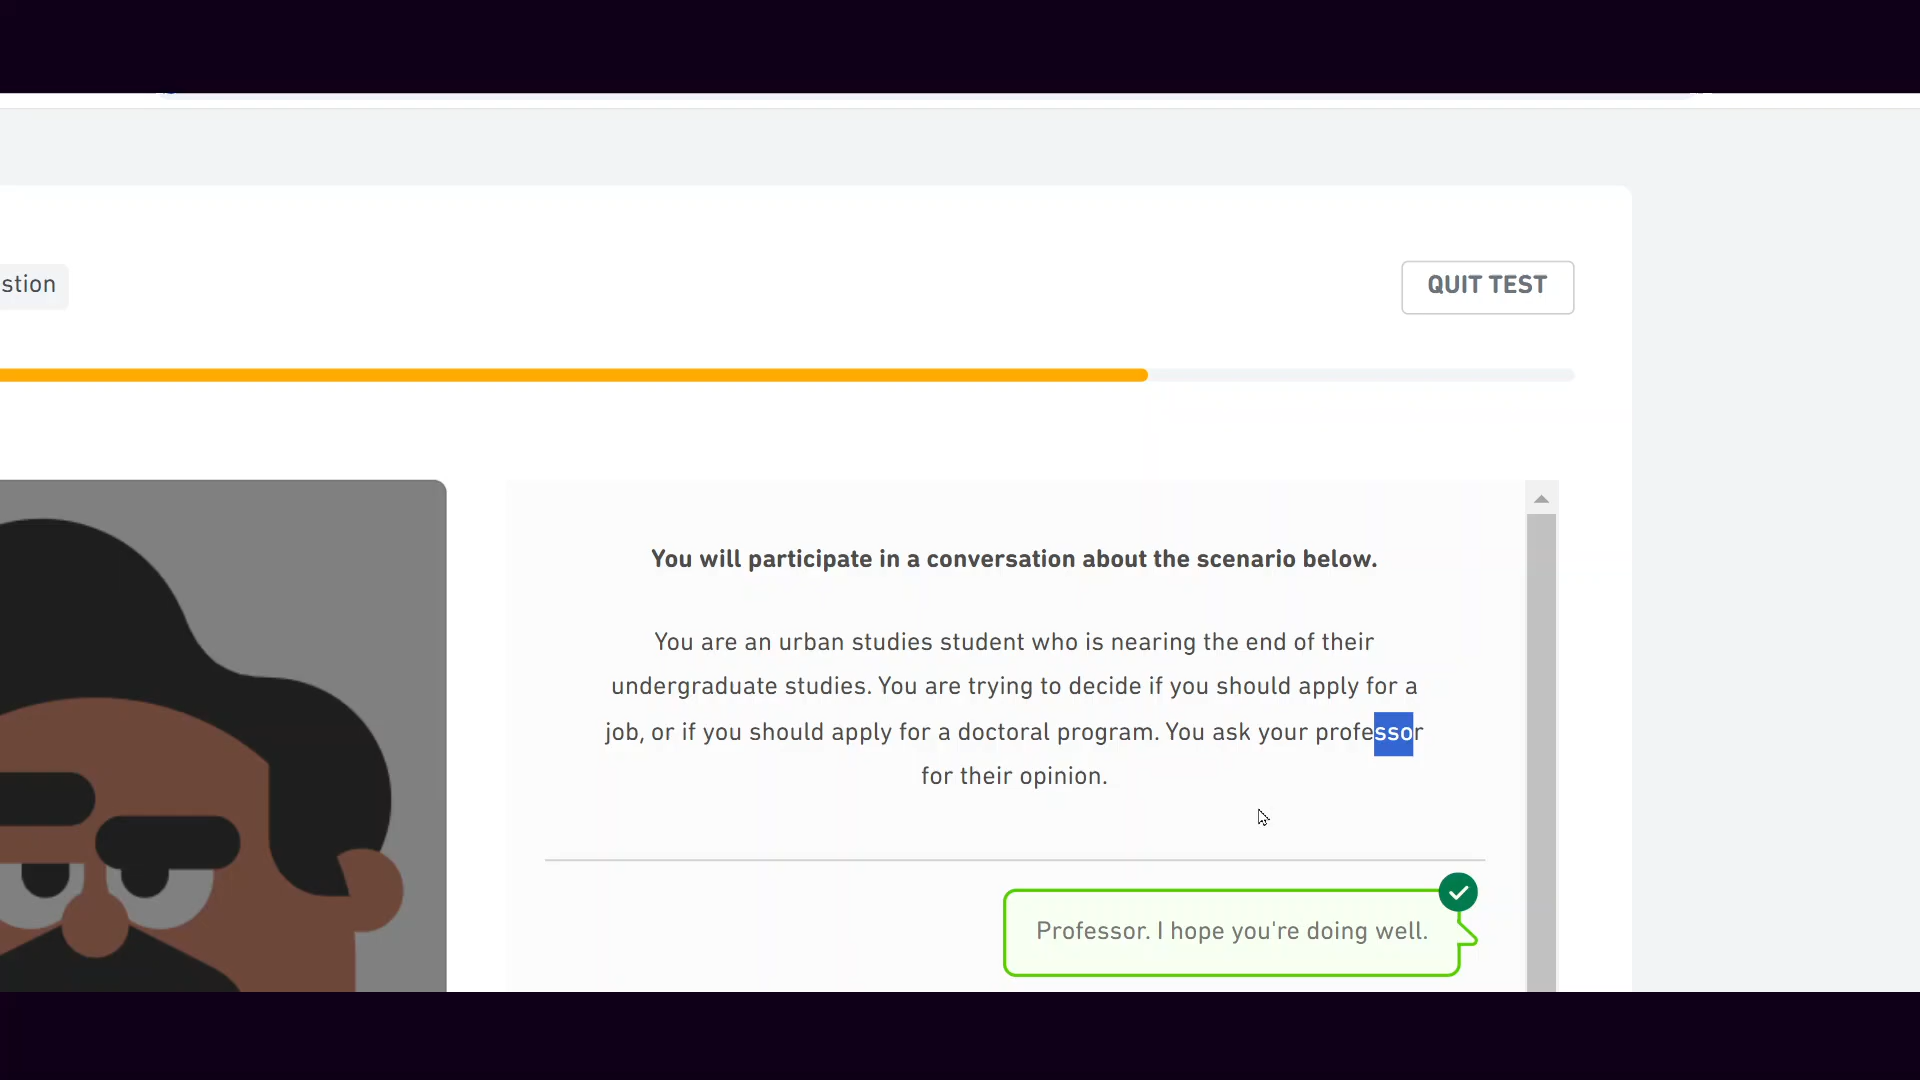 stion
QUIT TEST
You will participate in a conversation about the scenario below.
You are an urban studies student who is nearing the end of their
undergraduate studies. You are trying to decide if you should apply for a
job, or if you should apply for a doctoral program. You ask your professor
for their opinion.
Professor. I hope you're doing well.